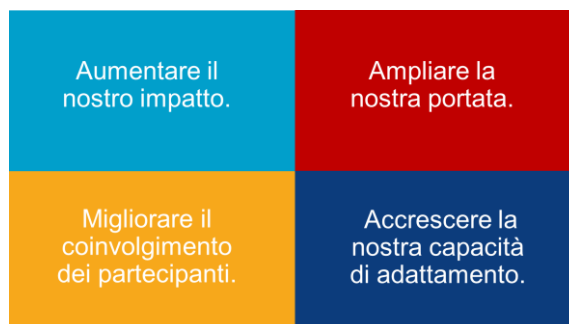 Aumentare il
nostro impatto.
Ampliare la
nostra portata.
Migliorare il
coinvolgimento
dei partecipanti.
Accrescere la
nostra capacità
di adattamento.